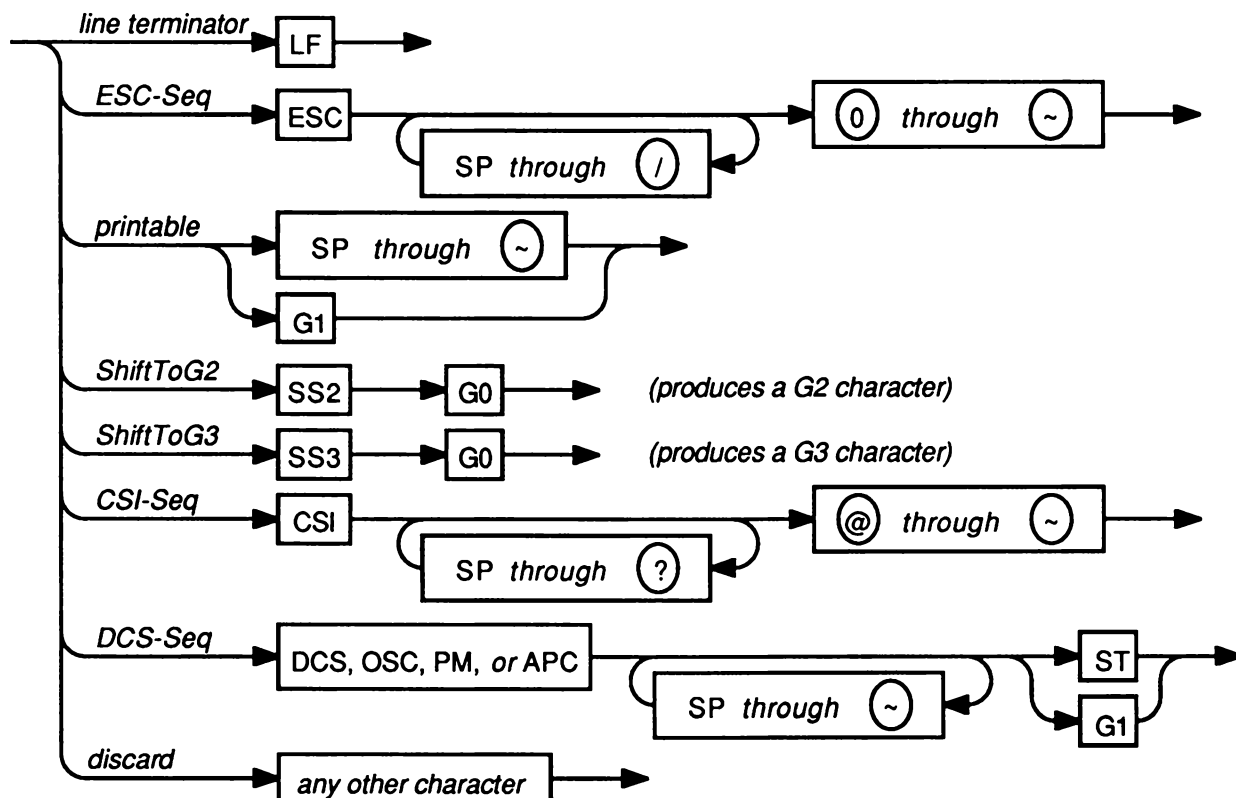 line terminator LF
ESC-Seq ESC 0 through ~
SP through /
printable SP through ~
G1
ShiftToG2 SS2 G0 (produces a G2 character)
ShiftToG3 SS3 G0 (produces a G3 character)
CSI-Seq CSI @ through ~
SP through ?
DCS-Seq DCS, OSC, PM, or APC ST
SP through ~ G1
discard any other character